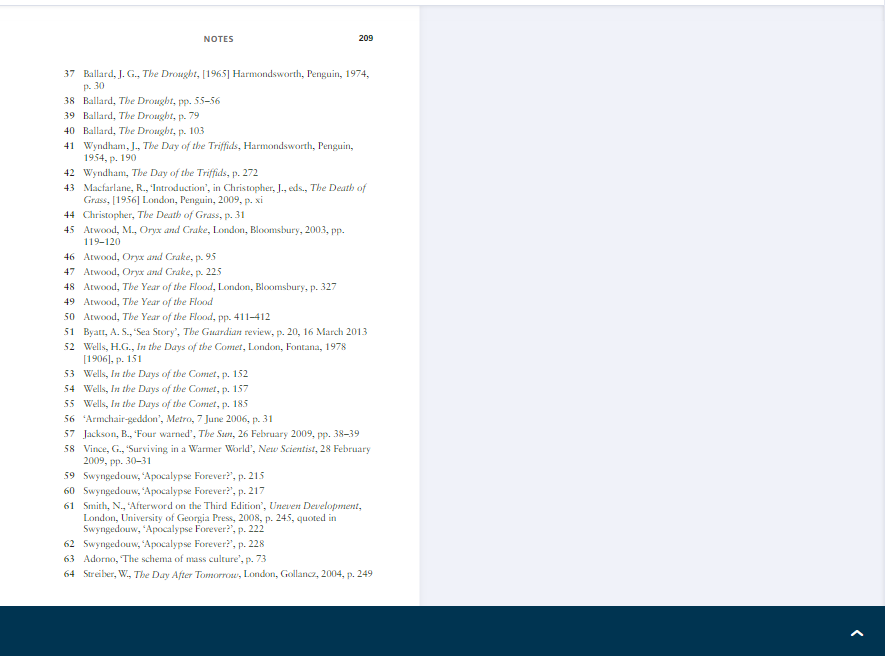 NOTES 209
37 Ballard, J. G., The Drought, [1965] Harmondsworth, Penguin, 1974,
p. 30
38 Ballard, The Drought, pp. 55–56
39 Ballard, The Drought, p. 79
40 Ballard, The Drought, p. 103
41 Wyndham, J., The Day of the Triffids, Harmondsworth, Penguin,
1954, p. 190
42 Wyndham, The Day of the Triffids, p. 272
43 Macfarlane, R., ‘Introduction’, in Christopher, J., eds., The Death of
Grass, [1956] London, Penguin, 2009, p. xi
44 Christopher, The Death of Grass, p. 31
45 Atwood, M., Oryx and Crake, London, Bloomsbury, 2003, pp.
119–120
46 Atwood, Oryx and Crake, p. 95
47 Atwood, Oryx and Crake, p. 225
48 Atwood, The Year of the Flood, London, Bloomsbury, p. 327
49 Atwood, The Year of the Flood
50 Atwood, The Year of the Flood, pp. 411–412
51 Byatt, A. S., ‘Sea Story’, The Guardian review, p. 20, 16 March 2013
52 Wells, H.G., In the Days of the Comet, London, Fontana, 1978
[1906], p. 151
53 Wells, In the Days of the Comet, p. 152
54 Wells, In the Days of the Comet, p. 157
55 Wells, In the Days of the Comet, p. 185
56 ‘Armchair-geddon’, Metro, 7 June 2006, p. 31
57 Jackson, B., ‘Four warned’, The Sun, 26 February 2009, pp. 38–39
58 Vince, G., ‘Surviving in a Warmer World’, New Scientist, 28 February
2009, pp. 30–31
59 Swyngedouw, ‘Apocalypse Forever?’, p. 215
60 Swyngedouw, ‘Apocalypse Forever?’, p. 217
61 Smith, N., ‘Afterword on the Third Edition’, Uneven Development,
London, University of Georgia Press, 2008, p. 245, quoted in
Swyngedouw, ‘Apocalypse Forever?’, p. 222
62 Swyngedouw, ‘Apocalypse Forever?’, p. 228
63 Adorno, ‘The schema of mass culture’, p. 73
64 Streiber, W., The Day After Tomorrow, London, Gollancz, 2004, p. 249